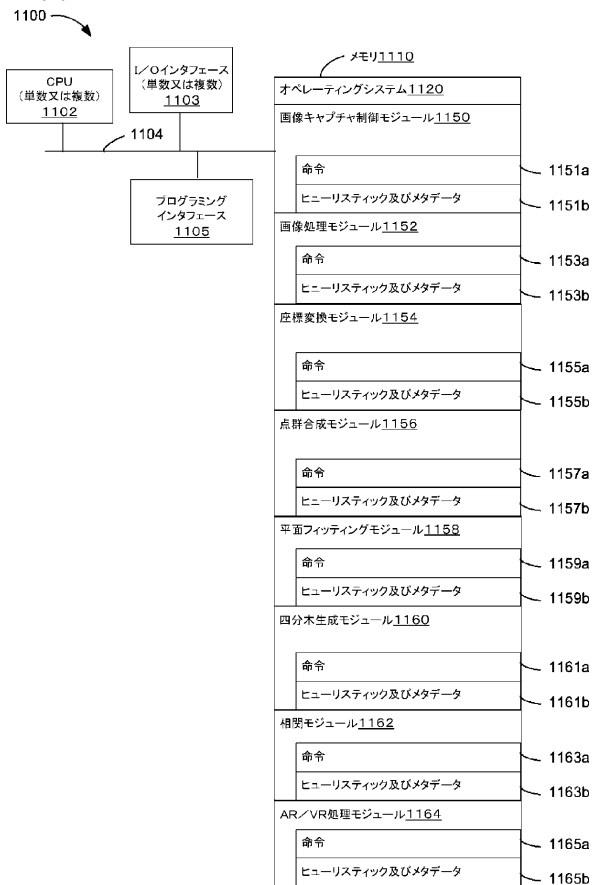 1100
CPU
(単数又は複数)
1102
I/Oインタフェース
(単数又は複数)
1103
1104
プログラミング
インタフェース
1105
メモリ1110
オペレーティングシステム1120
画像キャプチャ制御モジュール1150
命令
1151a
ヒューリスティック及びメタデータ
1151b
画像処理モジュール1152
命令
1153a
ヒューリスティック及びメタデータ
1153b
座標変換モジュール1154
命令
1155a
ヒューリスティック及びメタデータ
1155b
点群合成モジュール1156
命令
1157a
ヒューリスティック及びメタデータ
1157b
平面フィッティングモジュール1158
命令
1159a
ヒューリスティック及びメタデータ
1159b
四分木生成モジュール1160
命令
1161a
ヒューリスティック及びメタデータ
1161b
相関モジュール1162
命令
1163a
ヒューリスティック及びメタデータ
1163b
AR/VR処理モジュール1164
命令
1165a
ヒューリスティック及びメタデータ
1165b